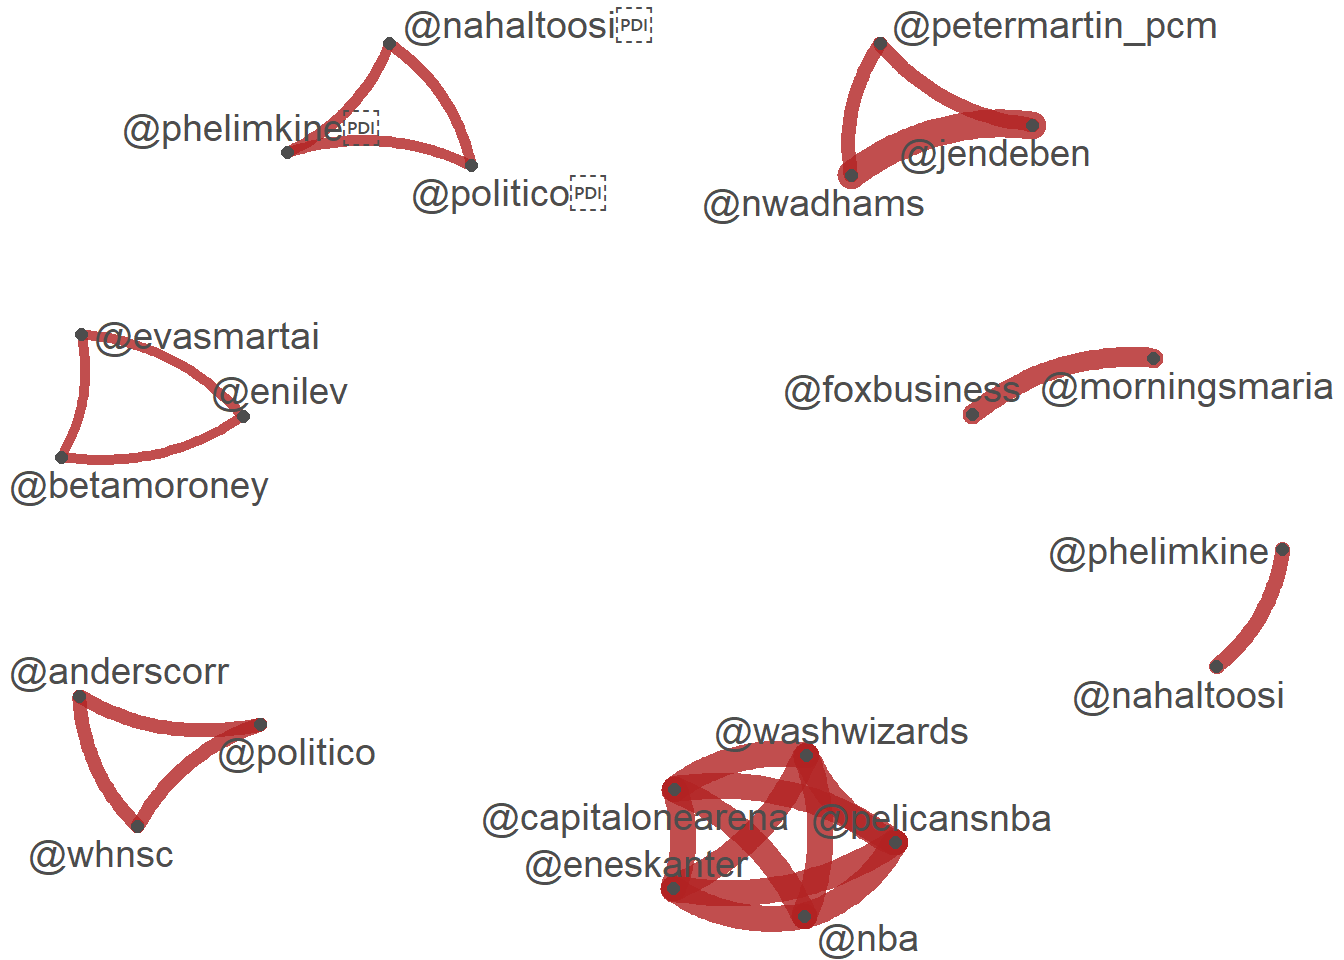 @nahaltoosi PDI
@petermartin_pcm
@phelimkine PDI
@jendeben
@politico PDI
@nwadhams
@evasmartai
@enilev
@foxbusiness
@morningsmaria
@betamoroney
@phelimkine
@anderscorr
@nahaltoosi
@washwizards
@politico
@capitalonearena
@pelicansnba
@whnsc
@eneskanter
@nba